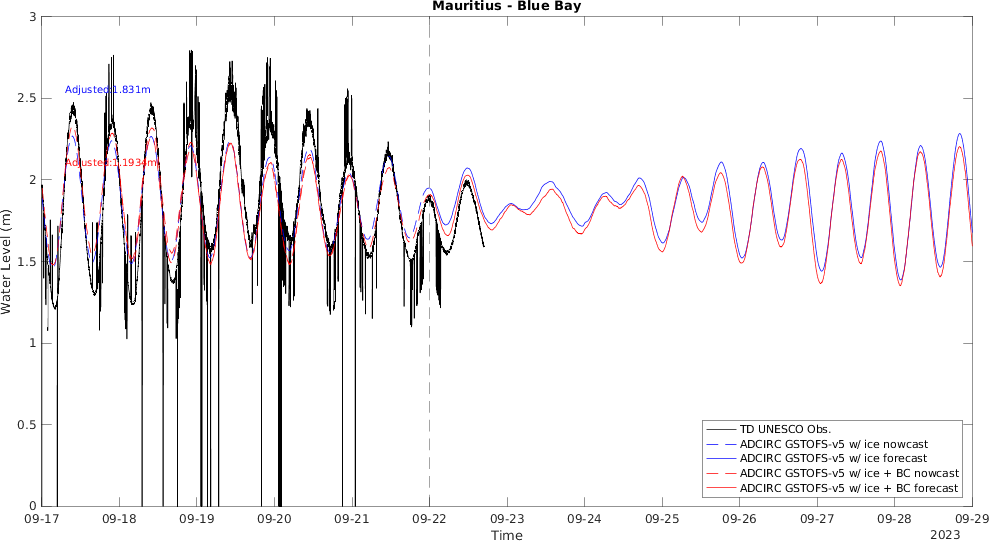 Mauritius - Blue Bay
3
2.5
2
1.5
1
0.5
0
Water Level (m)
Adjusted:1.831m
Adjusted:1.1934m
TD UNESCO Obs.
ADCIRC GSTOFS-v5 w/ ice nowcast
ADCIRC GSTOFS-v5 w/ ice forecast
ADCIRC GSTOFS-v5 w/ ice + BC nowcast
ADCIRC GSTOFS-v5 w/ ice + BC forecast
09-17 09-18 09-19 09-20 09-21 09-22 09-23 09-24 09-25 09-26 09-27 09-28 09-29
Time
2023